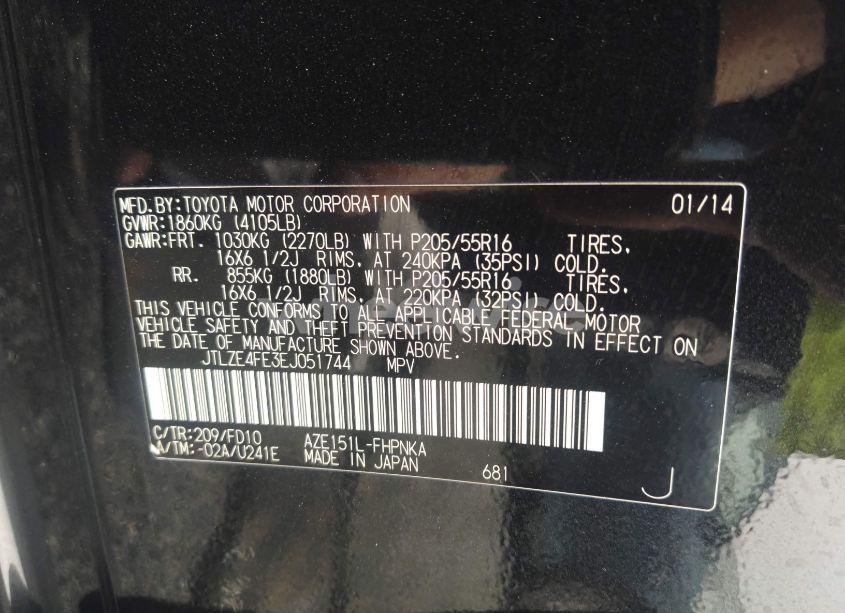 MFD.BY:TOYOTA MOTOR CORPORATION 01/14
GVWR:1860KG (4105LB)
GAWR:FRT. 1030KG (2270LB) WITH P205/55R16 TIRES,
16X6 1/2J RIMS, AT 240KPA (35PSI) COLD.
RR. 855KG (1880LB) WITH P205/55R16 TIRES,
16X6 1/2J RIMS, AT 220KPA (32PSI) COLD.
THIS VEHICLE CONFORMS TO ALL APPLICABLE FEDERAL MOTOR
VEHICLE SAFETY AND THEFT PREVENTION STANDARDS IN EFFECT ON
THE DATE OF MANUFACTURE SHOWN ABOVE.
JTLZE4FE3EJ051744 MPV
C/TR:209/FD10 AZE151L-FHPNKA
A/TM:-02A/U241E MADE IN JAPAN 681 J